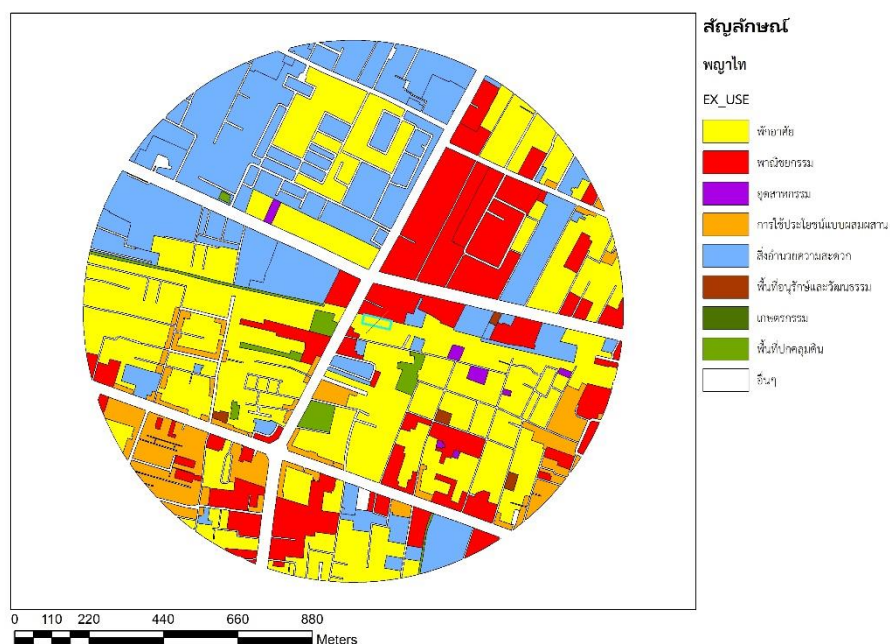 สัญลักษณ์
พญาไท
EX_USE
พักอาศัย
พาณิชยกรรม
อุตสาหกรรม
การใช้ประโยชน์แบบผสมผสาน
สิ่งอำนวยความสะดวก
พื้นที่อนุรักษ์และวัฒนธรรม
เกษตรกรรม
พื้นที่ปกคลุมดิน
อื่นๆ
0 110 220 440 660 880
Meters